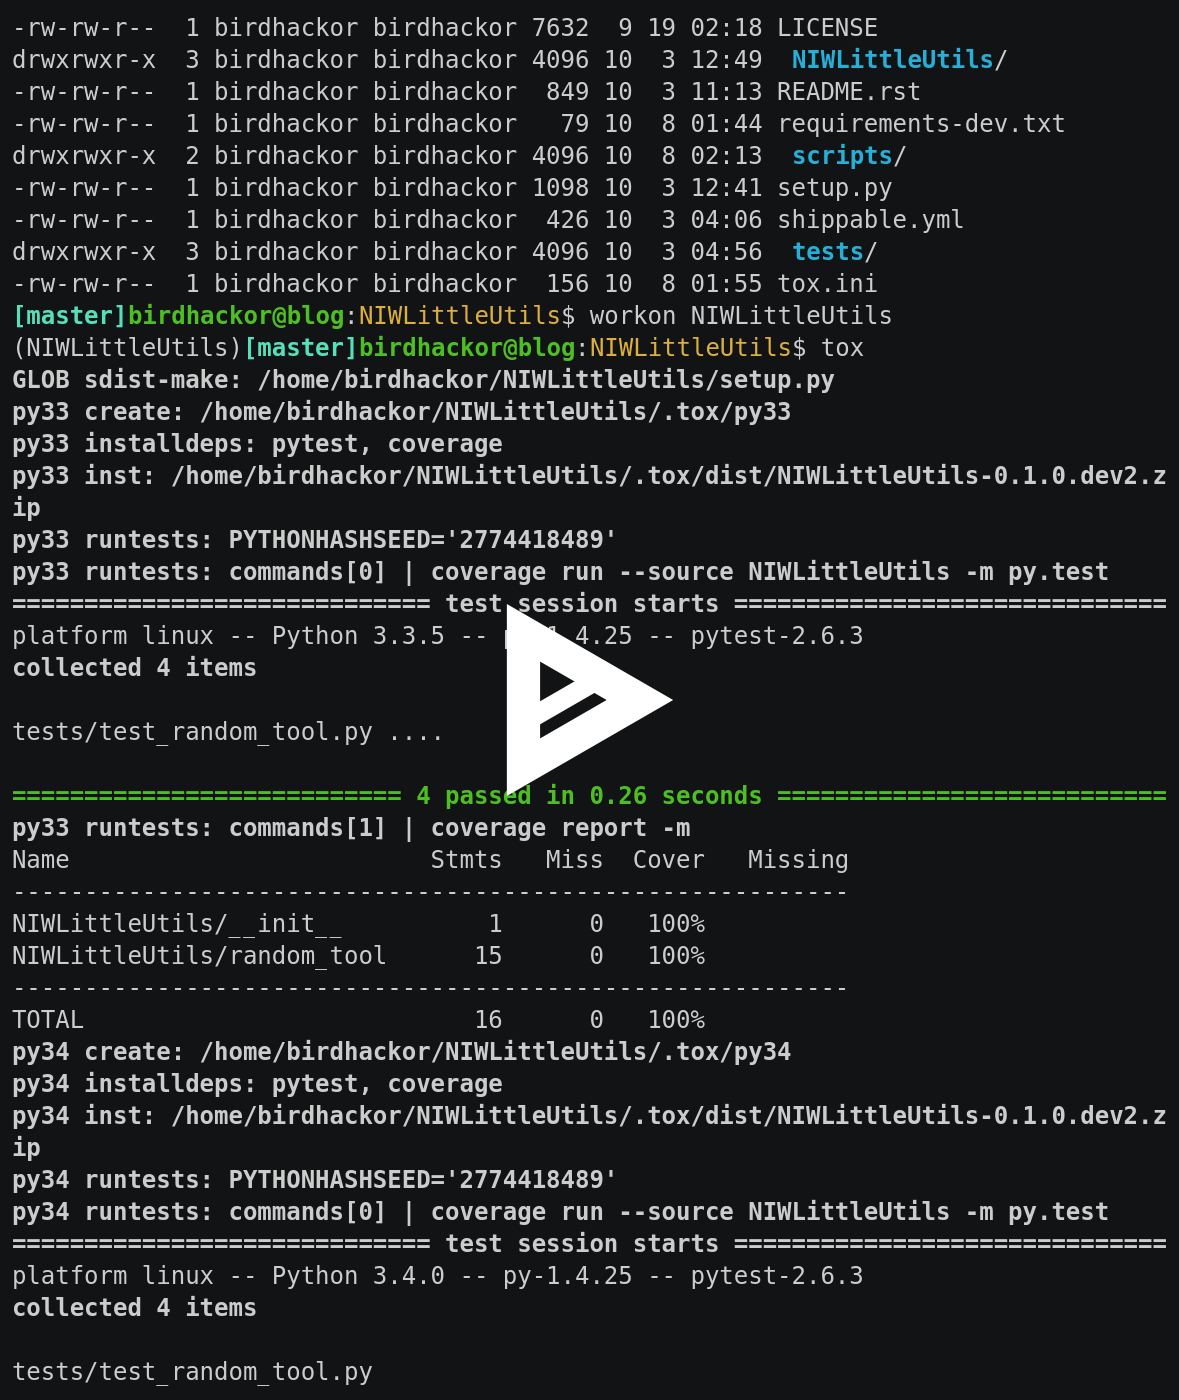 -rw-rw-r--  1 birdhackor birdhackor 7632  9 19 02:18 LICENSE
drwxrwxr-x  3 birdhackor birdhackor 4096 10  3 12:49  NIWLittleUtils/
-rw-rw-r--  1 birdhackor birdhackor  849 10  3 11:13 README.rst
-rw-rw-r--  1 birdhackor birdhackor   79 10  8 01:44 requirements-dev.txt
drwxrwxr-x  2 birdhackor birdhackor 4096 10  8 02:13  scripts/
-rw-rw-r--  1 birdhackor birdhackor 1098 10  3 12:41 setup.py
-rw-rw-r--  1 birdhackor birdhackor  426 10  3 04:06 shippable.yml
drwxrwxr-x  3 birdhackor birdhackor 4096 10  3 04:56  tests/
-rw-rw-r--  1 birdhackor birdhackor  156 10  8 01:55 tox.ini
[master]birdhackor@blog:NIWLittleUtils$ workon NIWLittleUtils
(NIWLittleUtils)[master]birdhackor@blog:NIWLittleUtils$ tox
GLOB sdist-make: /home/birdhackor/NIWLittleUtils/setup.py
py33 create: /home/birdhackor/NIWLittleUtils/.tox/py33
py33 installdeps: pytest, coverage
py33 inst: /home/birdhackor/NIWLittleUtils/.tox/dist/NIWLittleUtils-0.1.0.dev2.z
ip
py33 runtests: PYTHONHASHSEED='2774418489'
py33 runtests: commands[0] | coverage run --source NIWLittleUtils -m py.test
============================= test session starts ==============================
platform linux -- Python 3.3.5 -- 4.25 -- pytest-2.6.3
collected 4 items

tests/test_random_tool.py ....

=========================== 4 passed in 0.26 seconds ===========================
py33 runtests: commands[1] | coverage report -m
Name                         Stmts   Miss  Cover   Missing
----------------------------------------------------------
NIWLittleUtils/__init__          1      0   100%
NIWLittleUtils/random_tool      15      0   100%
----------------------------------------------------------
TOTAL                           16      0   100%
py34 create: /home/birdhackor/NIWLittleUtils/.tox/py34
py34 installdeps: pytest, coverage
py34 inst: /home/birdhackor/NIWLittleUtils/.tox/dist/NIWLittleUtils-0.1.0.dev2.z
ip
py34 runtests: PYTHONHASHSEED='2774418489'
py34 runtests: commands[0] | coverage run --source NIWLittleUtils -m py.test
============================= test session starts ==============================
platform linux -- Python 3.4.0 -- py-1.4.25 -- pytest-2.6.3
collected 4 items

tests/test_random_tool.py